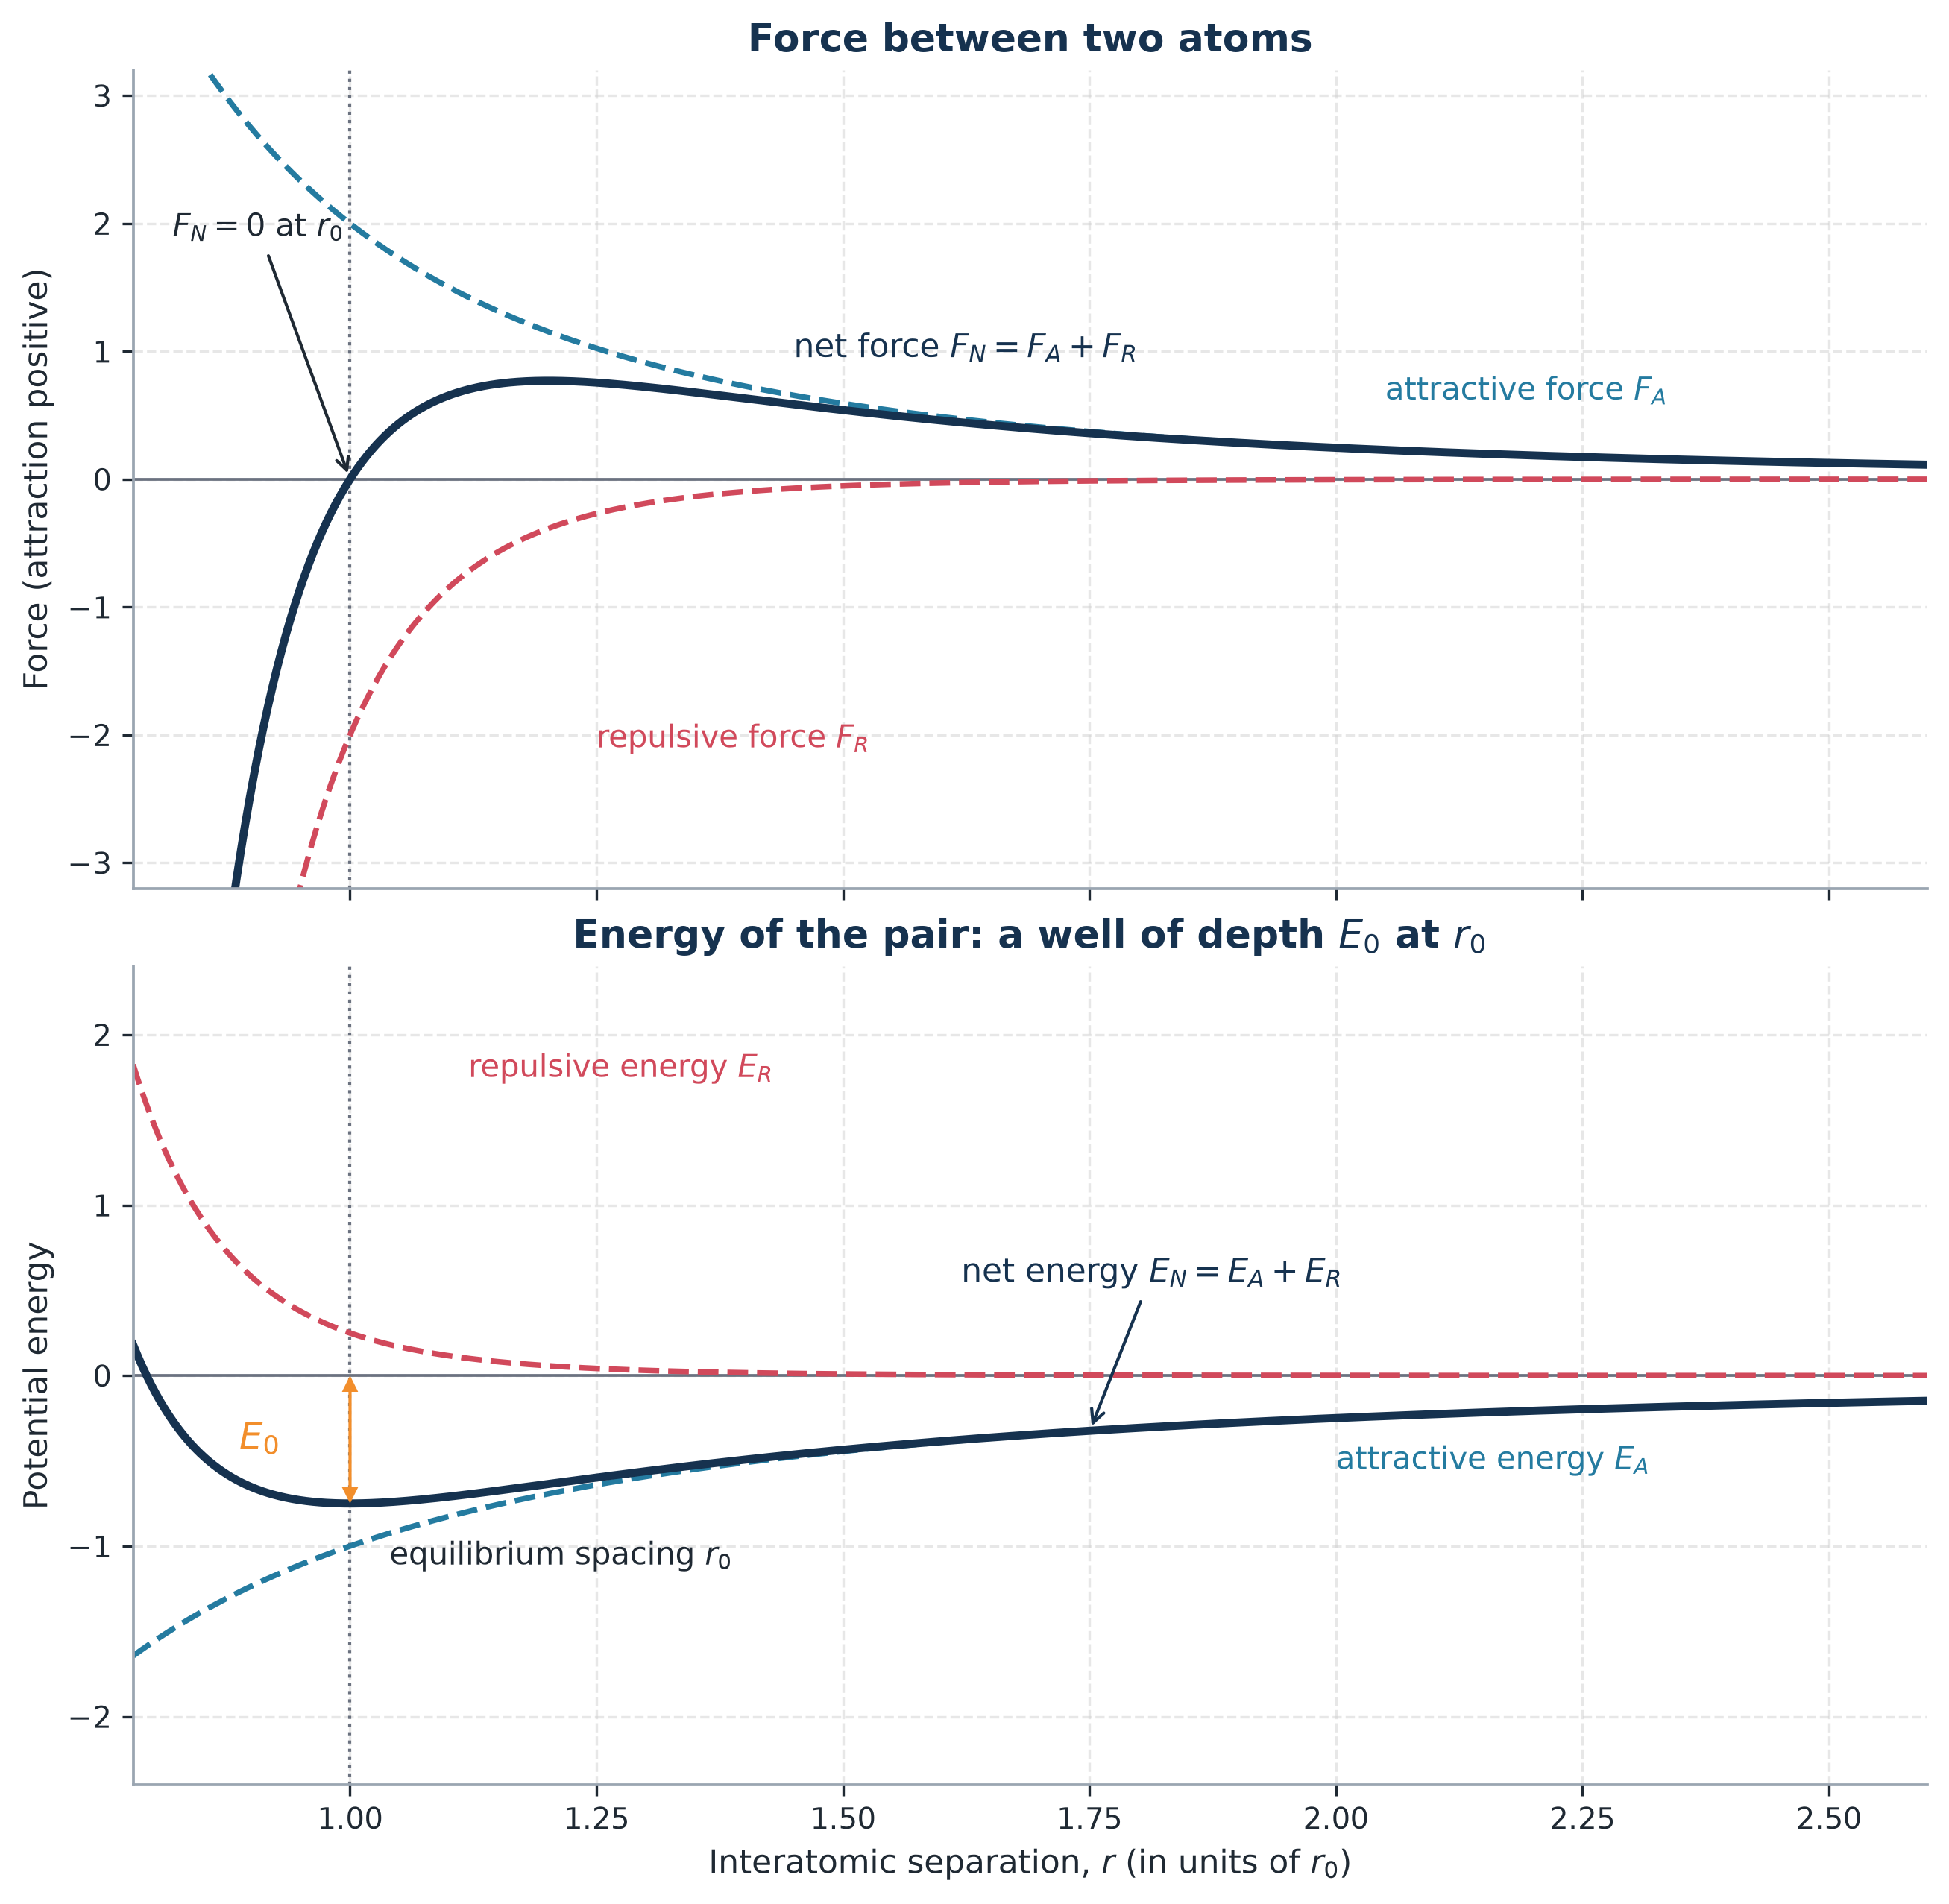 Force between two atoms
Force (attraction positive)
3
2
1
0
−1
−2
−3
F_N = 0 at r_0
net force F_N = F_A + F_R
attractive force F_A
repulsive force F_R
Energy of the pair: a well of depth E_0 at r_0
Potential energy
2
1
0
−1
−2
repulsive energy E_R
net energy E_N = E_A + E_R
E_0
attractive energy E_A
equilibrium spacing r_0
1.00 1.25 1.50 1.75 2.00 2.25 2.50
Interatomic separation, r (in units of r_0)